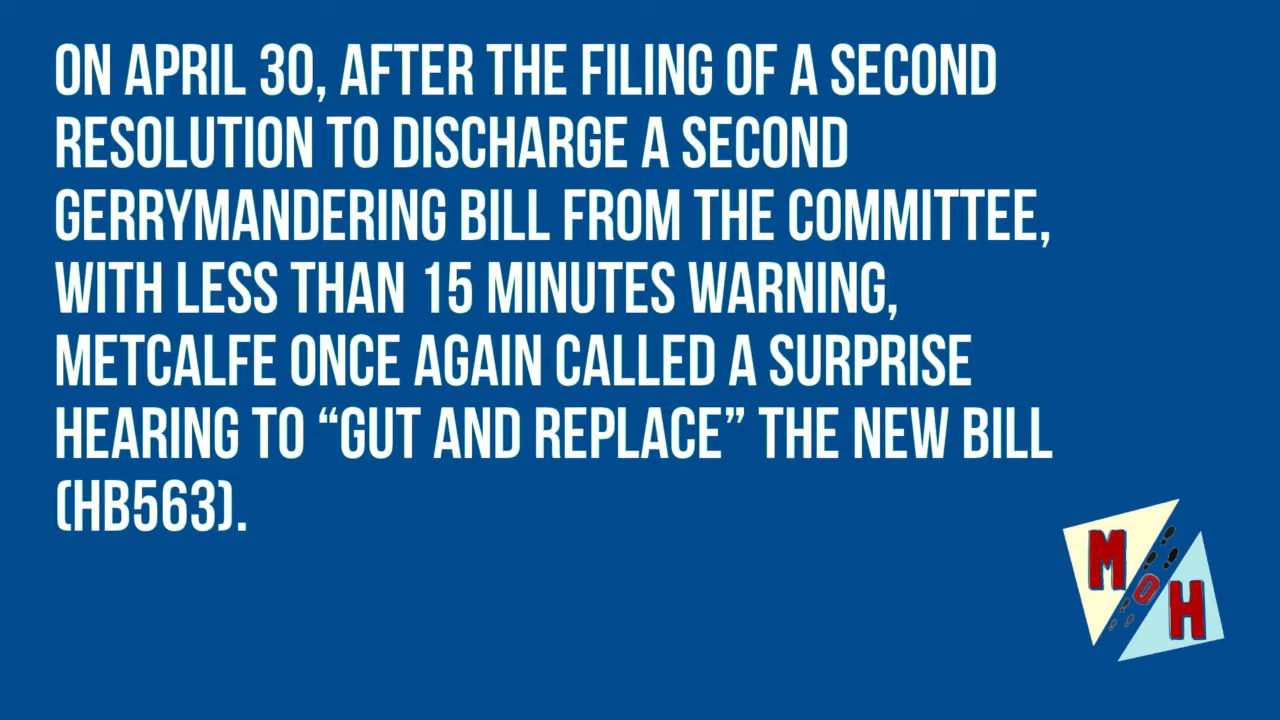 ON APRIL 30, AFTER THE FILING OF A SECOND
RESOLUTION TO DISCHARGE A SECOND
GERRYMANDERING BILL FROM THE COMMITTEE,
WITH LESS THAN 15 MINUTES WARNING,
METCALFE ONCE AGAIN CALLED A SURPRISE
HEARING TO “GUT AND REPLACE” THE NEW BILL
(HB563).
MOH